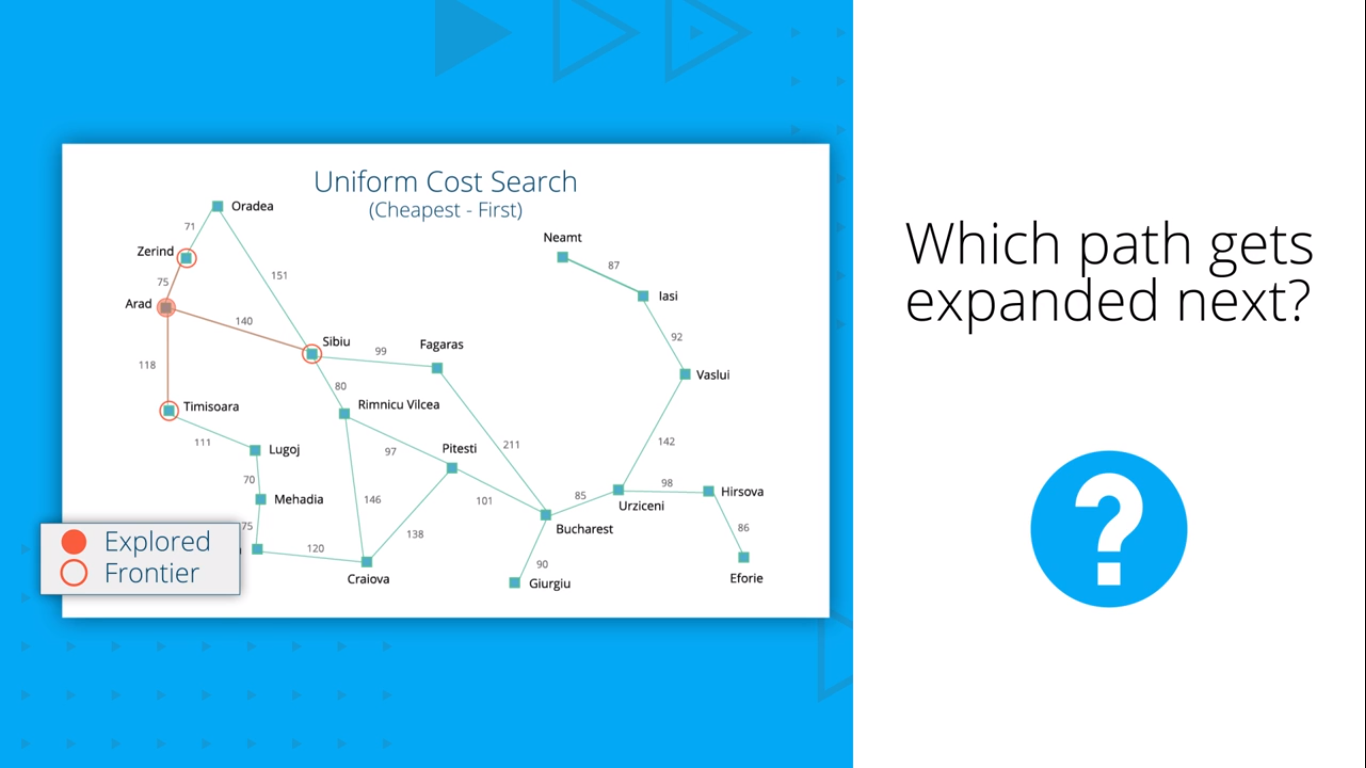 Uniform Cost Search
(Cheapest - First)
Oradea
71
Zerind
75
Arad
151
140
118
Sibiu
99
Fagaras
80
Timisoara
Rimnicu Vilcea
111
Lugoj
97
Pitesti
211
70
Mehadia
146
101
75
138
120
Craiova
Bucharest
85
90
Giurgiu
Neamt
87
Iasi
92
Vaslui
142
Urziceni
98
Hirsova
86
Eforie
Explored
Frontier
Which path gets
expanded next?
?